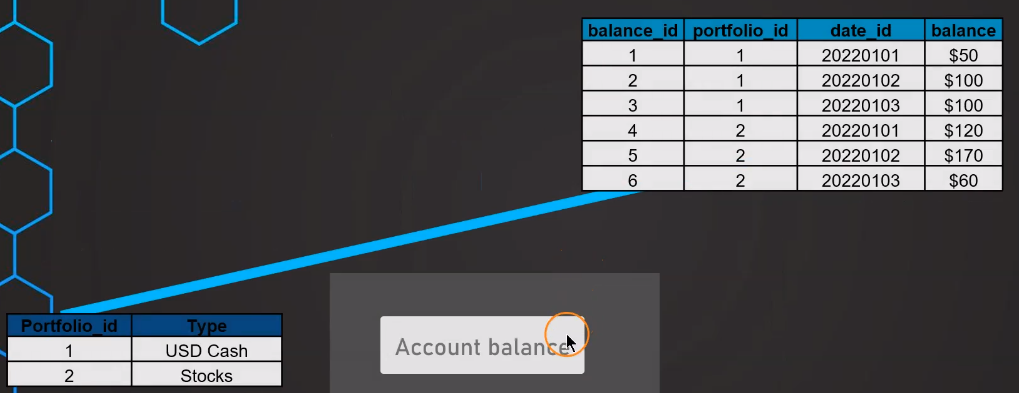 balance_id portfolio_id date_id balance
1 1 20220101 $50
2 1 20220102 $100
3 1 20220103 $100
4 2 20220101 $120
5 2 20220102 $170
6 2 20220103 $60
Portfolio_id Type
1 USD Cash
2 Stocks
Account balance